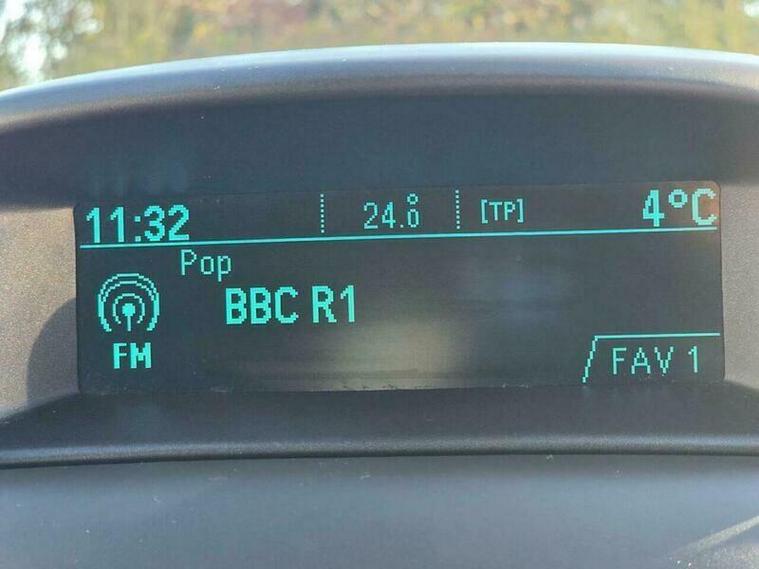 11:32 24.0° [TP] 4°C
Pop
BBC R1
FM
FAV 1